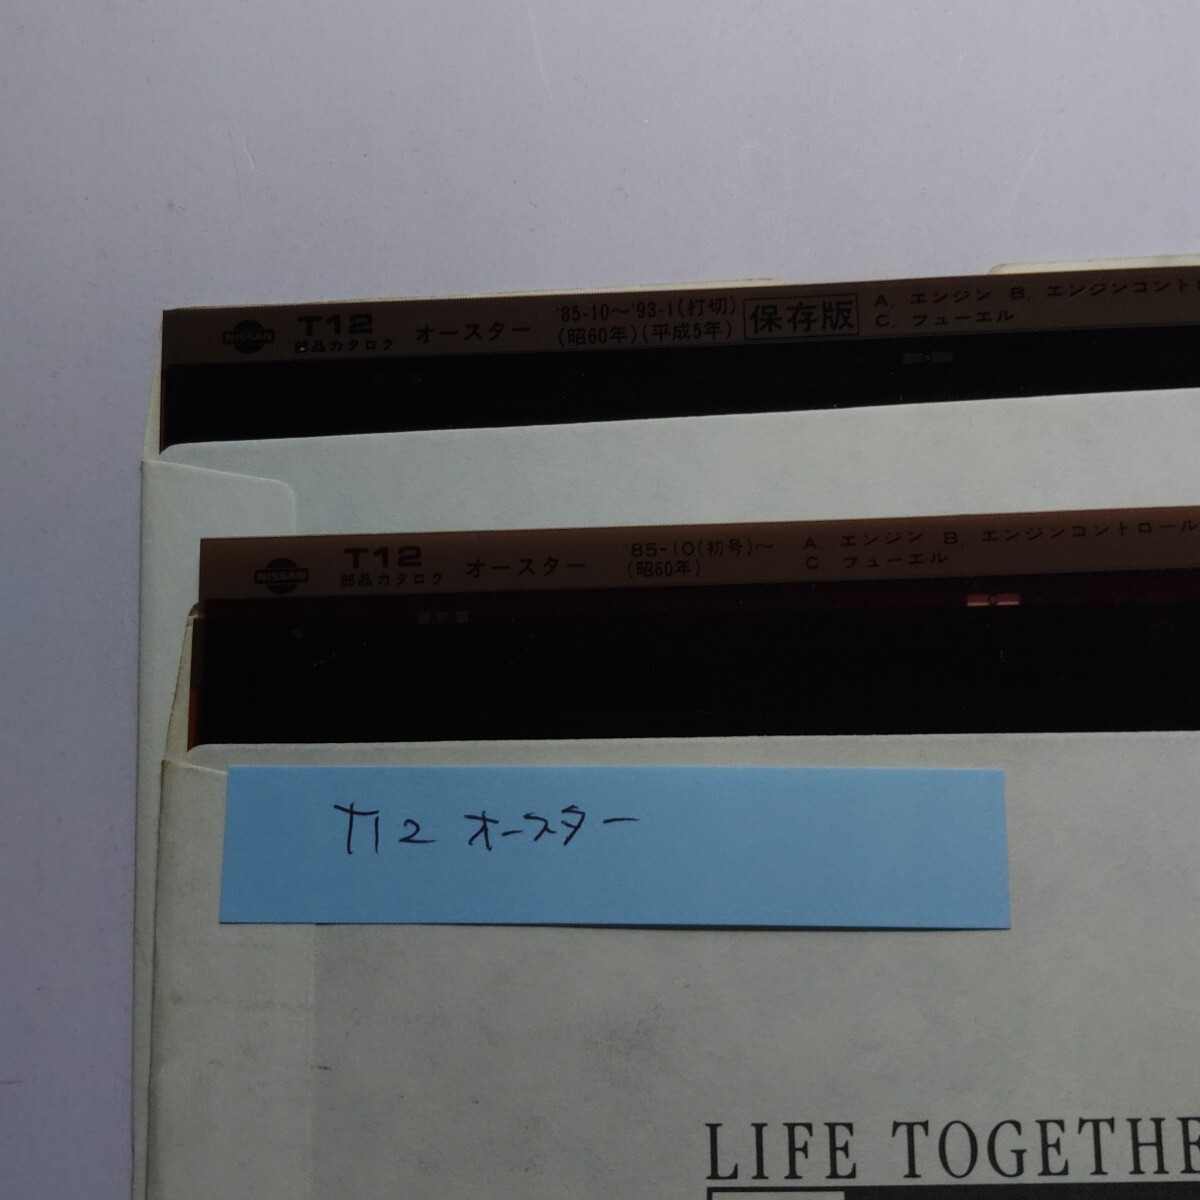 NISSAN
T12
部品カタログ
オースター
'85-10～'93-1(打切)
(昭60年)(平成5年)
保存版
A. エンジン B. エンジンコントロ
C. フューエル
NISSAN
T12
部品カタログ
オースター
'85-10(初号)～
(昭60年)
A. エンジン B. エンジンコントロール
C フューエル
T12 オースター
LIFE TOGETHE